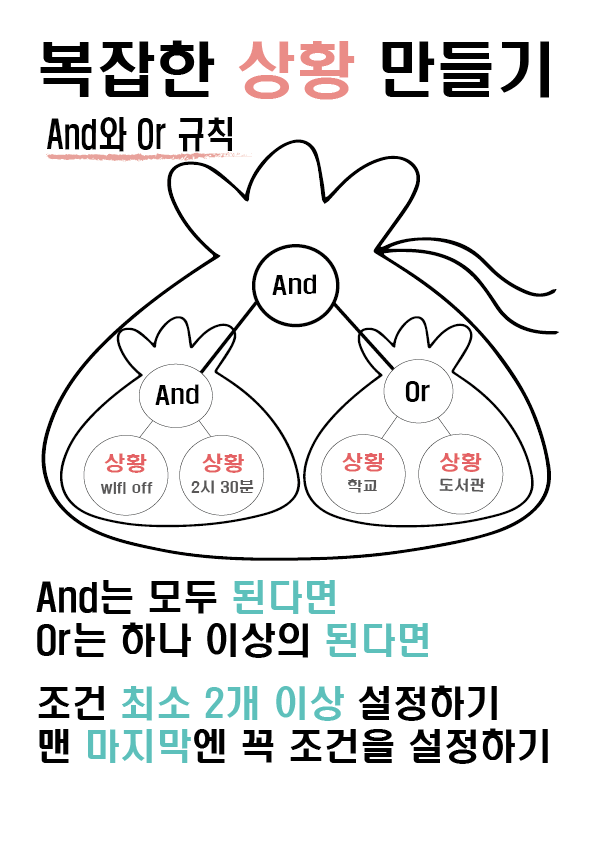 복잡한 상황 만들기
And와 Or 규칙
And
And
Or
상황
wifi off
상황
2시 30분
상황
학교
상황
도서관
And는 모두 된다면
Or는 하나 이상의 된다면
조건 최소 2개 이상 설정하기
맨 마지막엔 꼭 조건을 설정하기